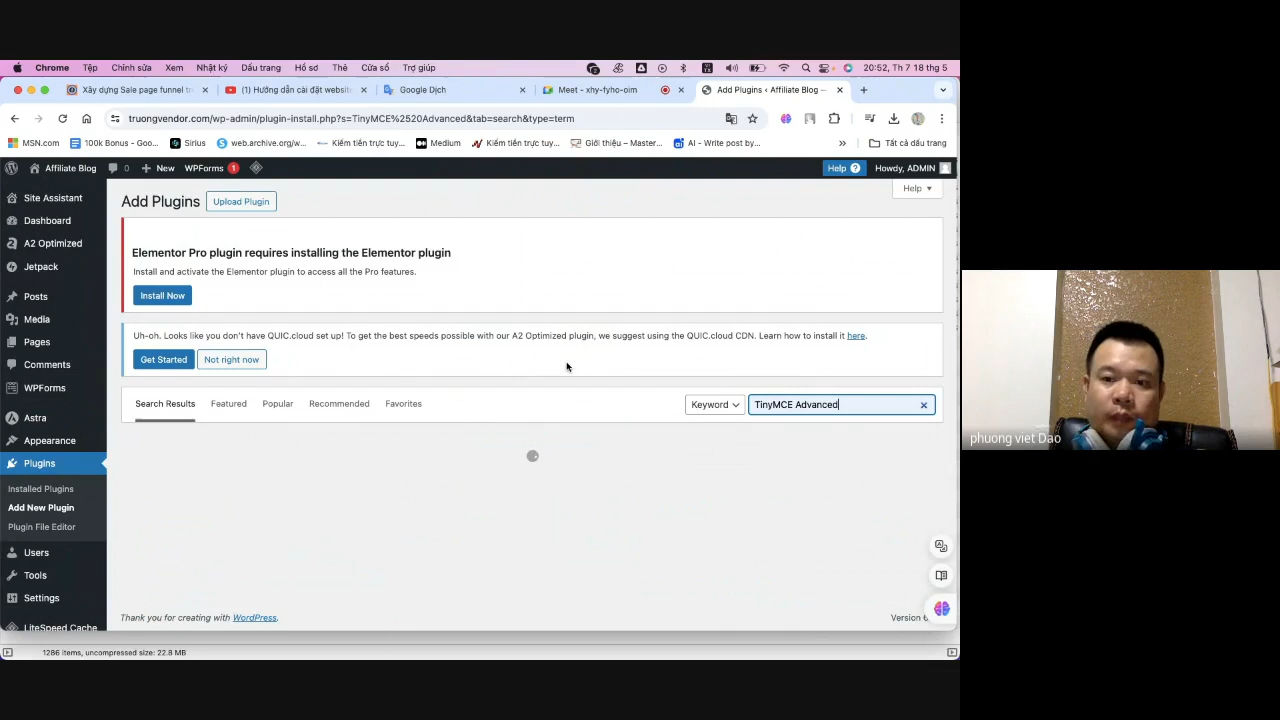 Chrome Tệp Chỉnh sửa Xem Nhật ký Dấu trang Hồ sơ Thẻ Cửa sổ Trợ giúp 20:52, Th 7 18 thg 5
Xây dựng Sale page funnel (1) Hướng dẫn cài đặt website Google Dịch Meet - xhy-fyho-oim Add Plugins ‹ Affiliate Blog —
truongvendor.com/wp-admin/plugin-install.php?s=TinyMCE%2520Advanced&tab=search&type=term
MSN.com 100k Bonus - Goo... Sirius web.archive.org/w... Kiếm tiền trực tuy... Medium Kiếm tiền trực tuy... Giới thiệu – Master... AI - Write post by... Tất cả dấu trang
Affiliate Blog 0 New WPForms 1 Help ? Howdy, ADMIN
Site Assistant
Dashboard
A2 Optimized
Jetpack
Posts
Media
Pages
Comments
WPForms
Astra
Appearance
Plugins
Installed Plugins
Add New Plugin
Plugin File Editor
Users
Tools
Settings
LiteSpeed Cache
Help
Add Plugins Upload Plugin
Elementor Pro plugin requires installing the Elementor plugin
Install and activate the Elementor plugin to access all the Pro features.
Install Now
Uh-oh. Looks like you don't have QUIC.cloud set up! To get the best speeds possible with our A2 Optimized plugin, we suggest using the QUIC.cloud CDN. Learn how to install it here.
Get Started Not right now
Search Results Featured Popular Recommended Favorites Keyword TinyMCE Advanced
Thank you for creating with WordPress. Version
1286 items, uncompressed size: 22.8 MB
phuong viet Dao